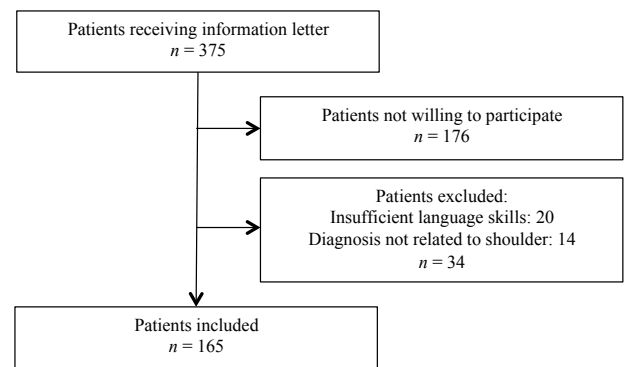 Patients receiving information letter
n = 375
Patients not willing to participate
n = 176
Patients excluded:
Insufficient language skills: 20
Diagnosis not related to shoulder: 14
n = 34
Patients included
n = 165